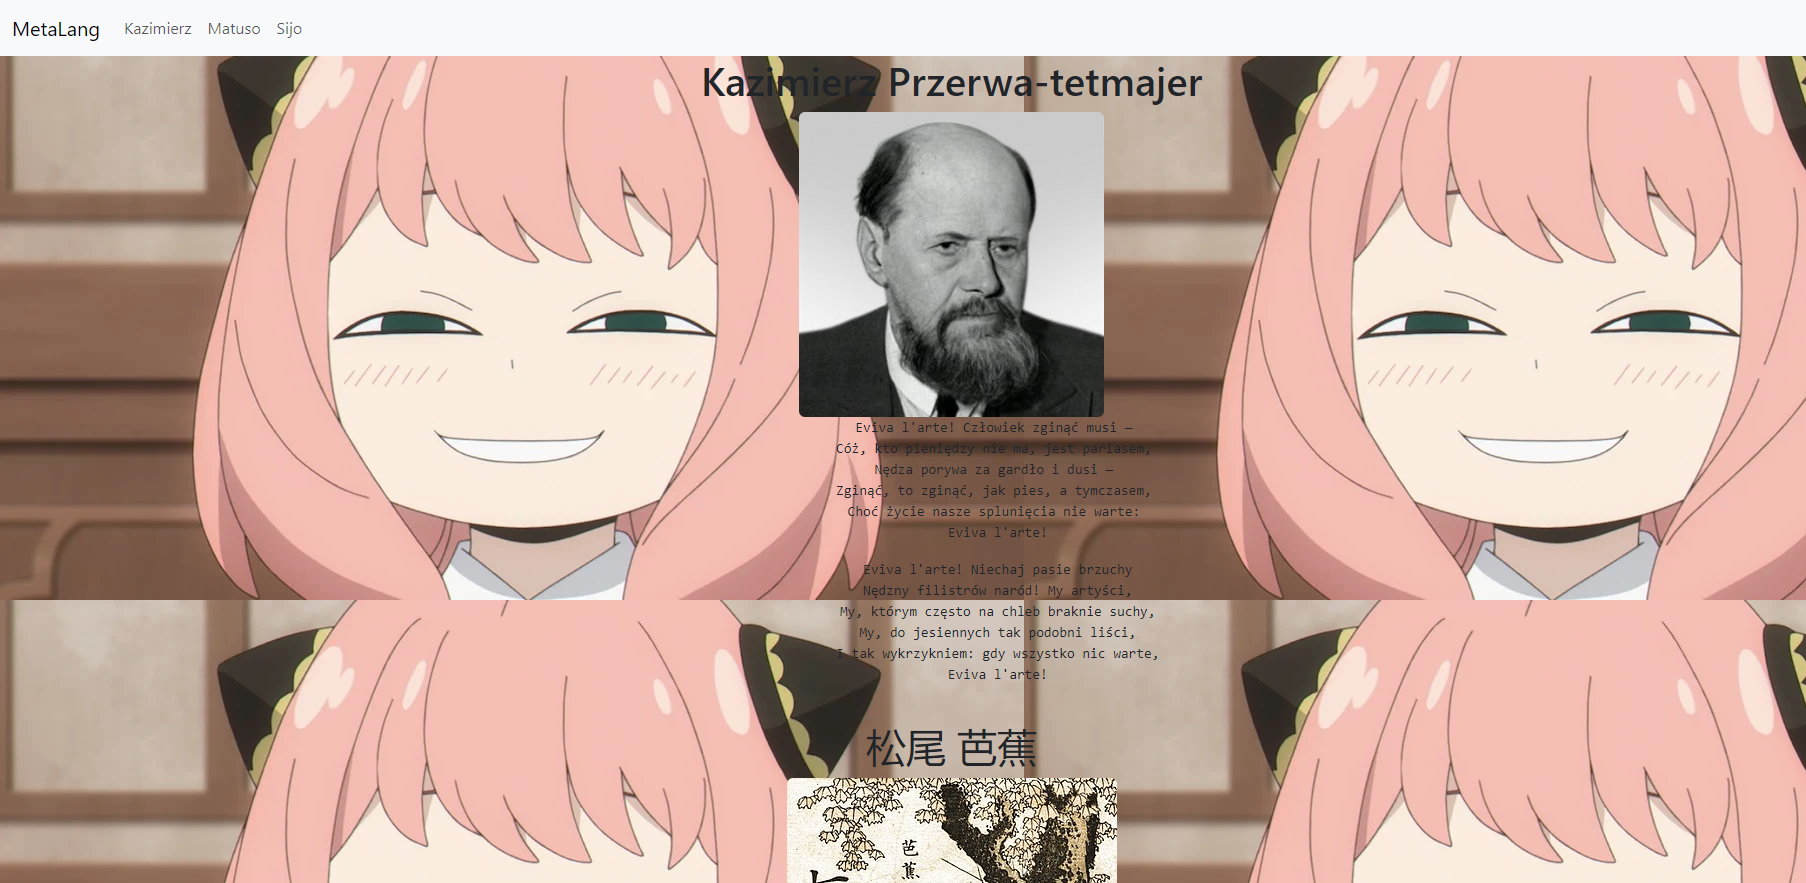 MetaLang Kazimierz Matuso Sijo
Kazimierz Przerwa-tetmajer
Eviva l'arte! Człowiek zginąć musi —
Cóż, kto pieniędzy nie ma, jest pariasem,
Nędza porywa za gardło i dusi —
Zginąć, to zginąć, jak pies, a tymczasem,
Choć życie nasze splunięcia nie warte:
Eviva l'arte!
Eviva l'arte! Niechaj pasie brzuchy
Nędzny filistrów naród! My artyści,
My, którym często na chleb braknie suchy,
My, do jesiennych tak podobni liści,
I tak wykrzykniem: gdy wszystko nic warte,
Eviva l'arte!
松尾 芭蕉
芭蕉